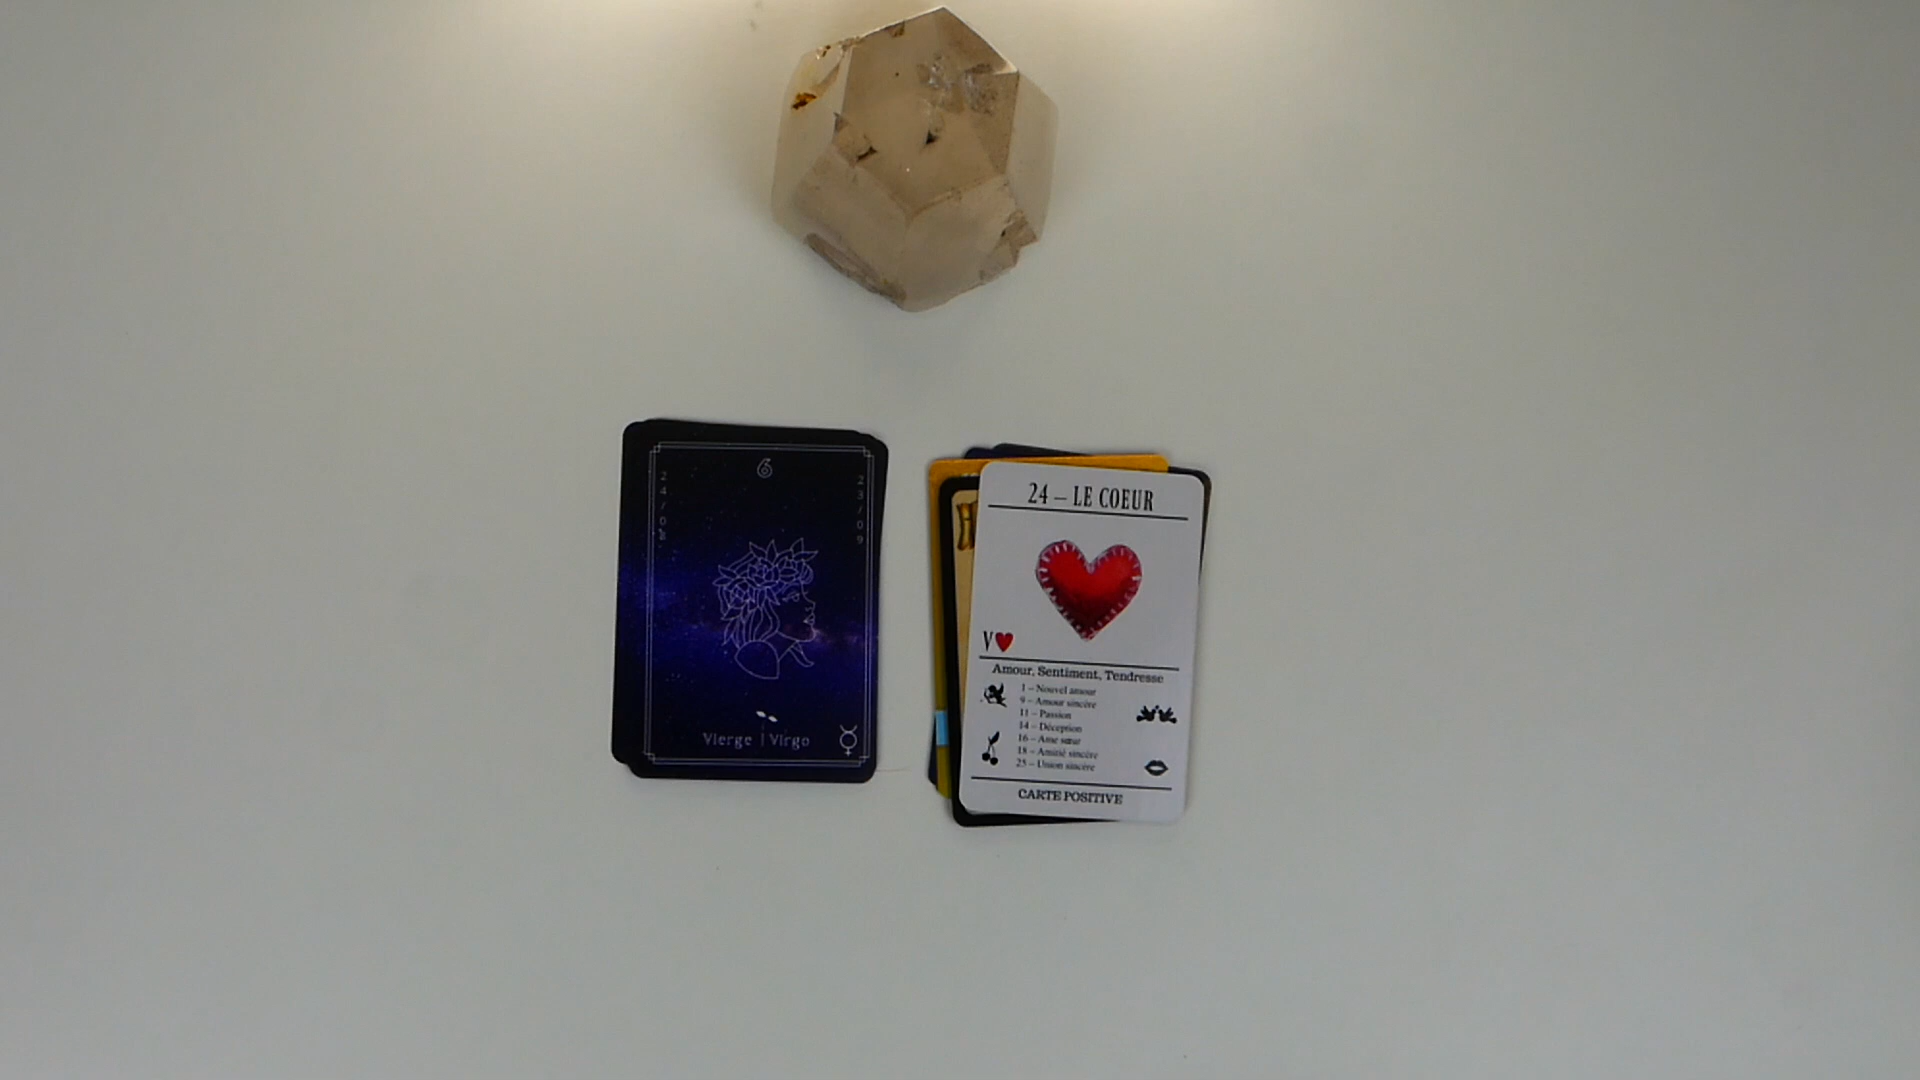 6
24/08
23/09
Vierge | Virgo
24 – LE COEUR
V
Amour, Sentiment, Tendresse
1 – Nouvel amour
9 – Amour sincère
11 – Passion
14 – Déception
16 – Ame sœur
18 – Amitié sincère
25 – Union sincère
CARTE POSITIVE